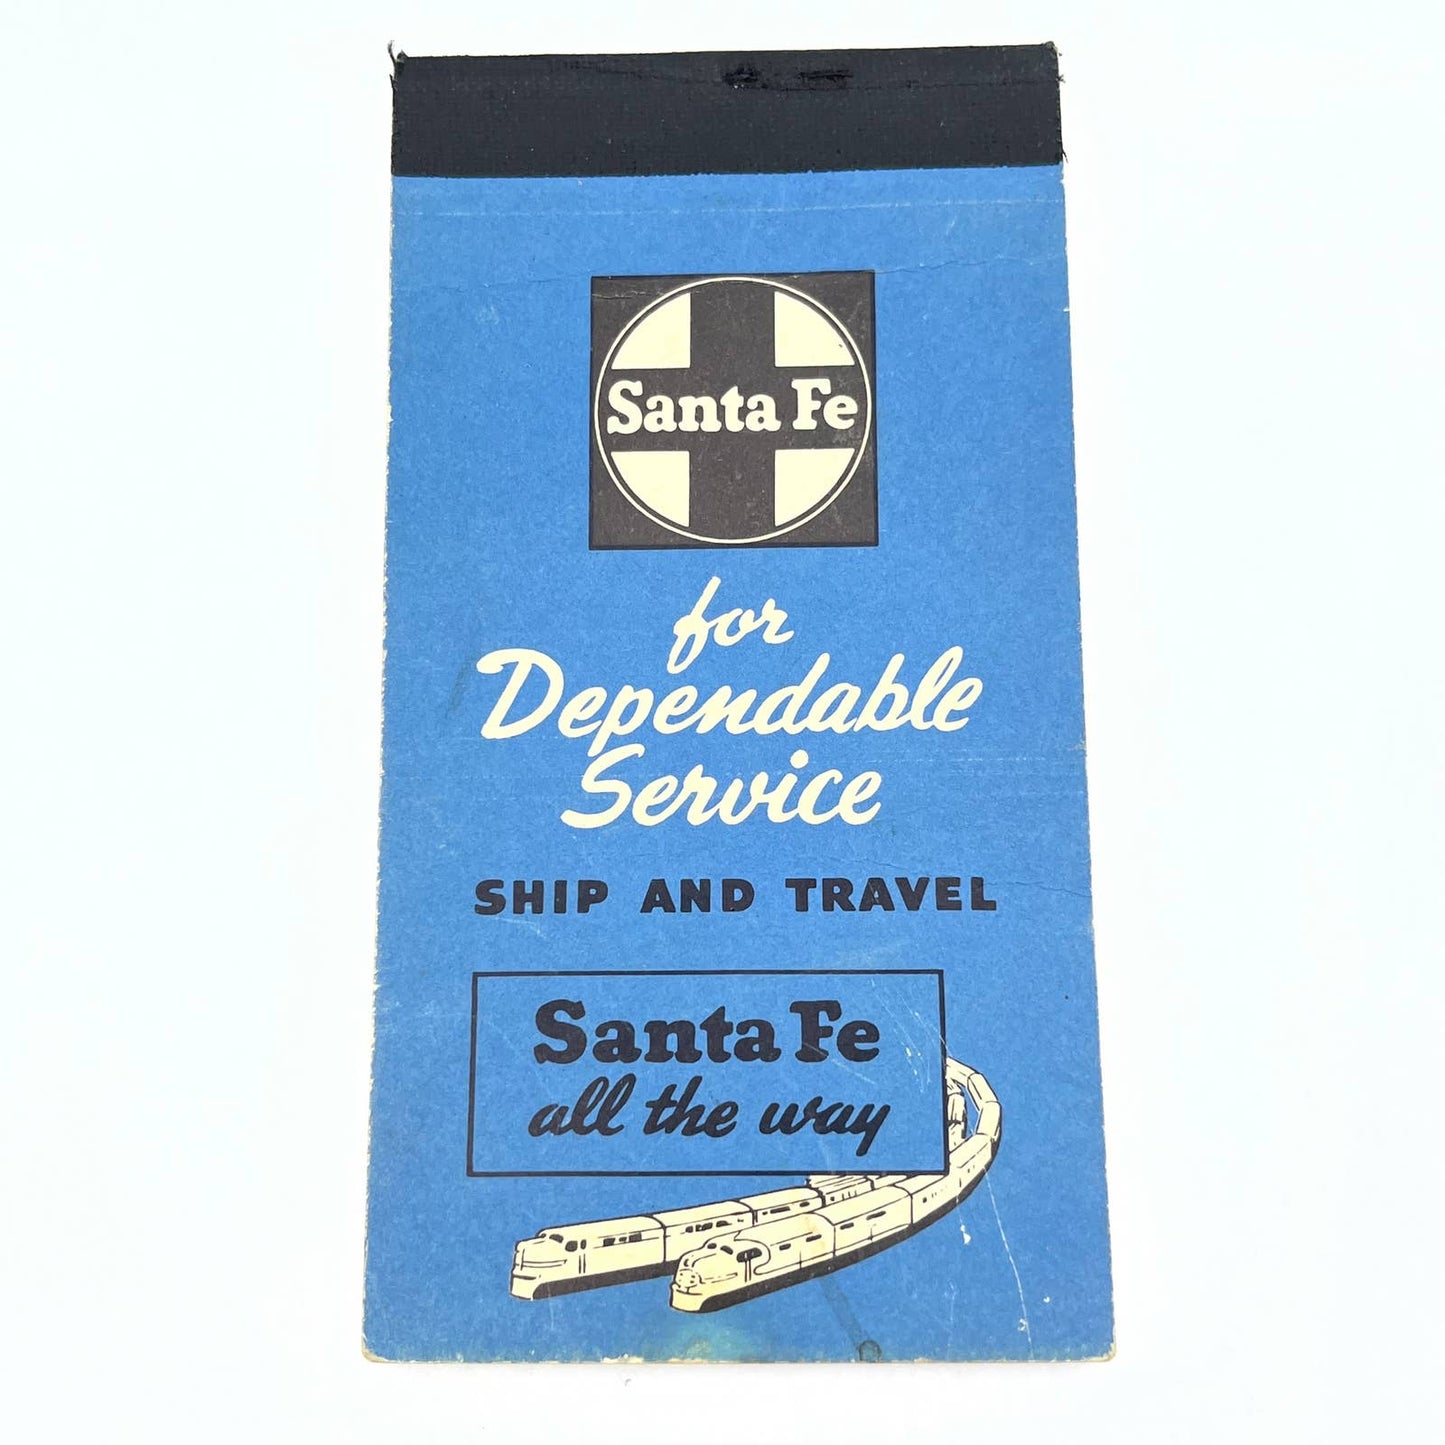 Santa Fe
for
Dependable
Service
SHIP AND TRAVEL
Santa Fe
all the way